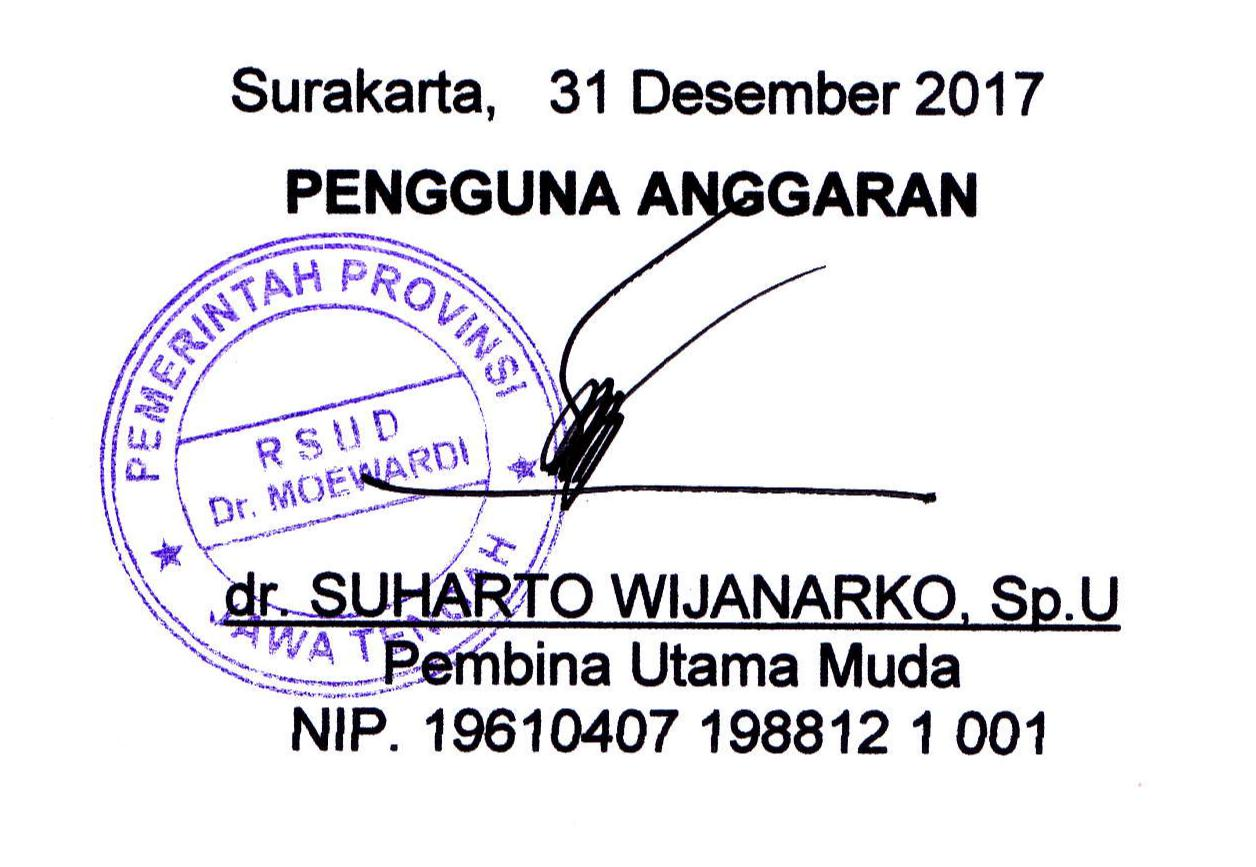 Surakarta, 31 Desember 2017
PENGGUNA ANGGARAN
PEMERINTAH PROVINSI
RSUD
Dr. MOEWARDI
JAWA TENGAH
dr. SUHARTO WIJANARKO, Sp.U
Pembina Utama Muda
NIP. 19610407 198812 1 001